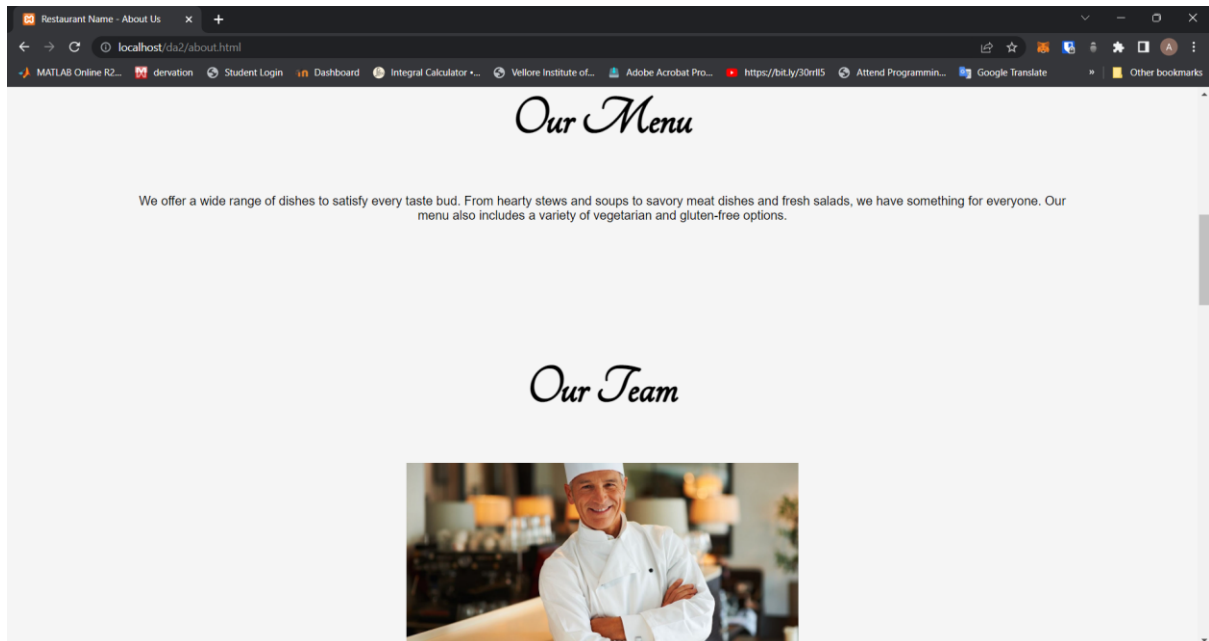 Restaurant Name - About Us
localhost/da2/about.html
MATLAB Online R2... dervation Student Login Dashboard Integral Calculator •... Vellore Institute of... Adobe Acrobat Pro... https://bit.ly/30rrlI5 Attend Programmin... Google Translate » Other bookmarks
Our Menu
We offer a wide range of dishes to satisfy every taste bud. From hearty stews and soups to savory meat dishes and fresh salads, we have something for everyone. Our
menu also includes a variety of vegetarian and gluten-free options.
Our Team